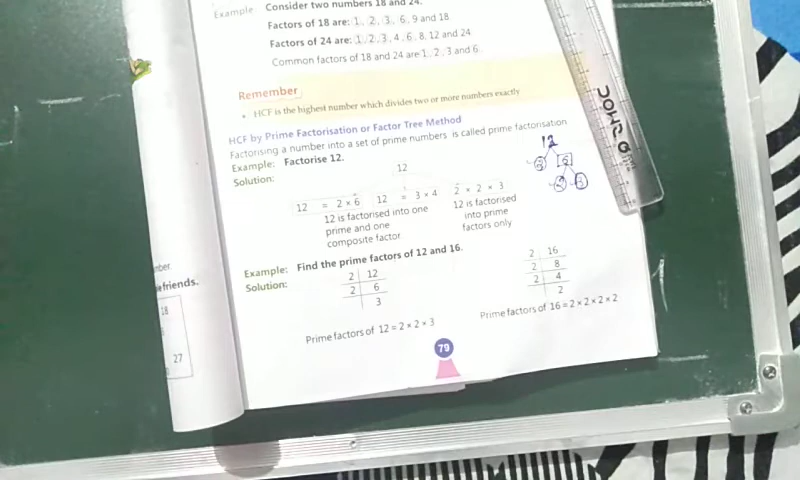 Example Consider two numbers 18 and 24.
Factors of 18 are: 1, 2, 3, 6, 9 and 18
Factors of 24 are: 1, 2, 3, 4, 6, 8, 12 and 24
Common factors of 18 and 24 are 1, 2, 3 and 6
Remember
• HCF is the highest number which divides two or more numbers exactly
HCF by Prime Factorisation or Factor Tree Method
Factorising a number into a set of prime numbers is called prime factorisation
Example: Factorise 12.
Solution:
12
12 = 2 × 6 12 = 3 × 4 2 × 2 × 3
12 is factorised into one
prime and one
composite factor
12 is factorised
into prime
factors only
12
2 6
2 3
Example: Find the prime factors of 12 and 16.
Solution:
2 12
2 6
3
2 16
2 8
2 4
2
Prime factors of 12 = 2 × 2 × 3
Prime factors of 16 = 2 × 2 × 2 × 2
79
friends.
18
27